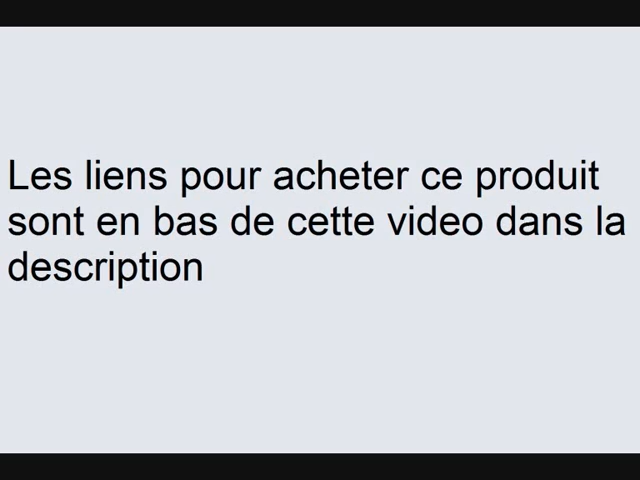 Les liens pour acheter ce produit
sont en bas de cette video dans la
description